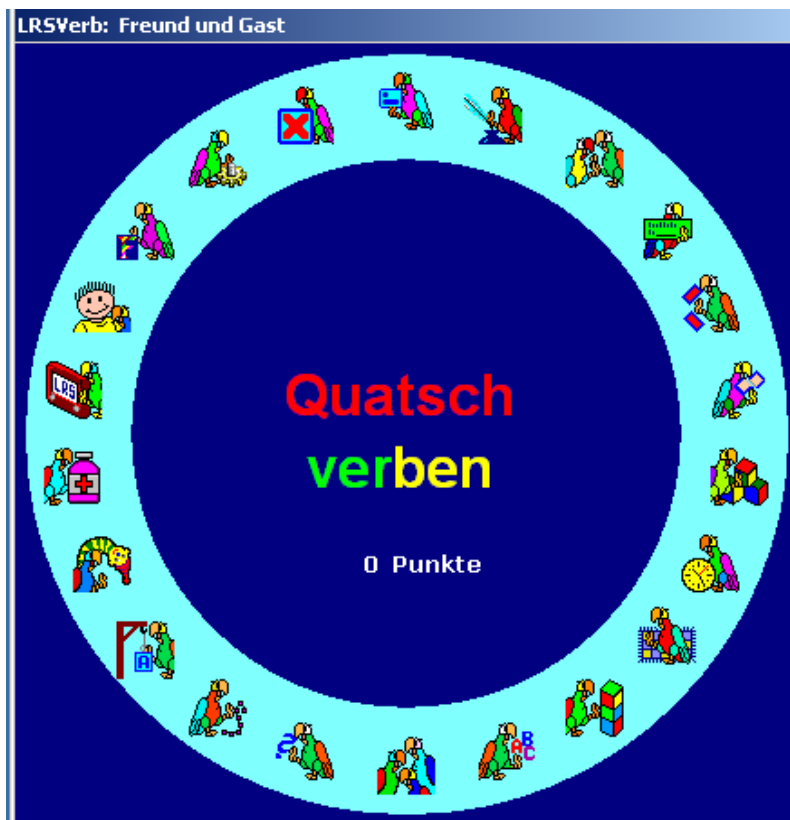 LRSVerb: Freund und Gast
Quatsch
verben
0 Punkte
LRS
F
A
?
A
B
C